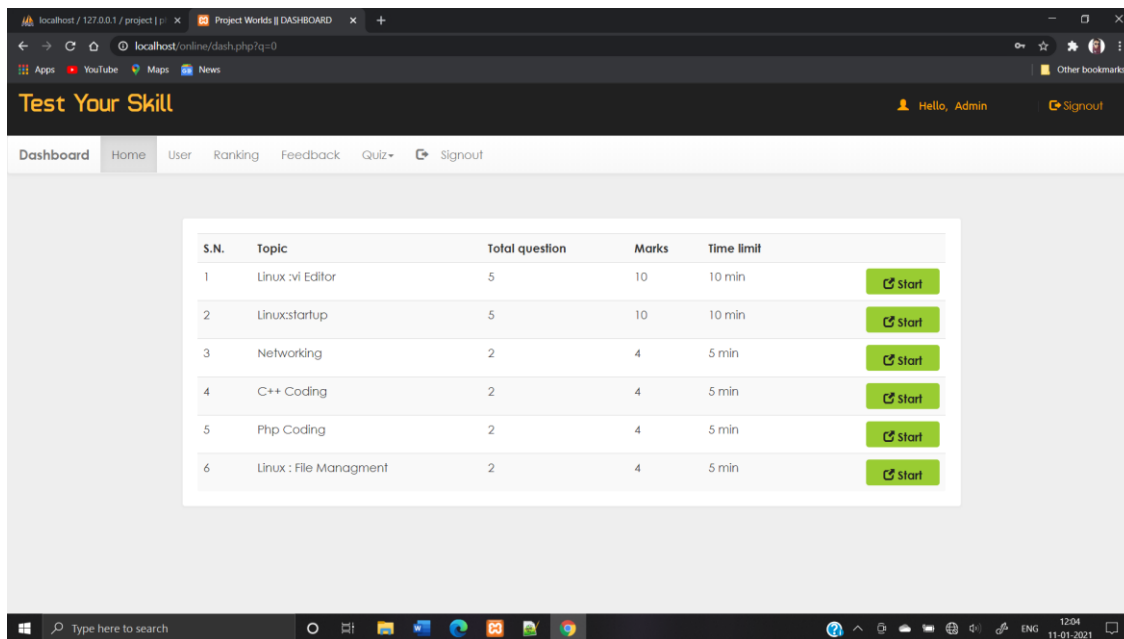 localhost / 127.0.0.1 / project | p
Project Worlds || DASHBOARD
localhost/online/dash.php?q=0
Apps YouTube Maps News Other bookmarks
Test Your Skill Hello, Admin Signout
Dashboard Home User Ranking Feedback Quiz Signout
S.N. Topic Total question Marks Time limit
1 Linux :vi Editor 5 10 10 min Start
2 Linux:startup 5 10 10 min Start
3 Networking 2 4 5 min Start
4 C++ Coding 2 4 5 min Start
5 Php Coding 2 4 5 min Start
6 Linux : File Managment 2 4 5 min Start
Type here to search ENG 12:04
11-01-2021